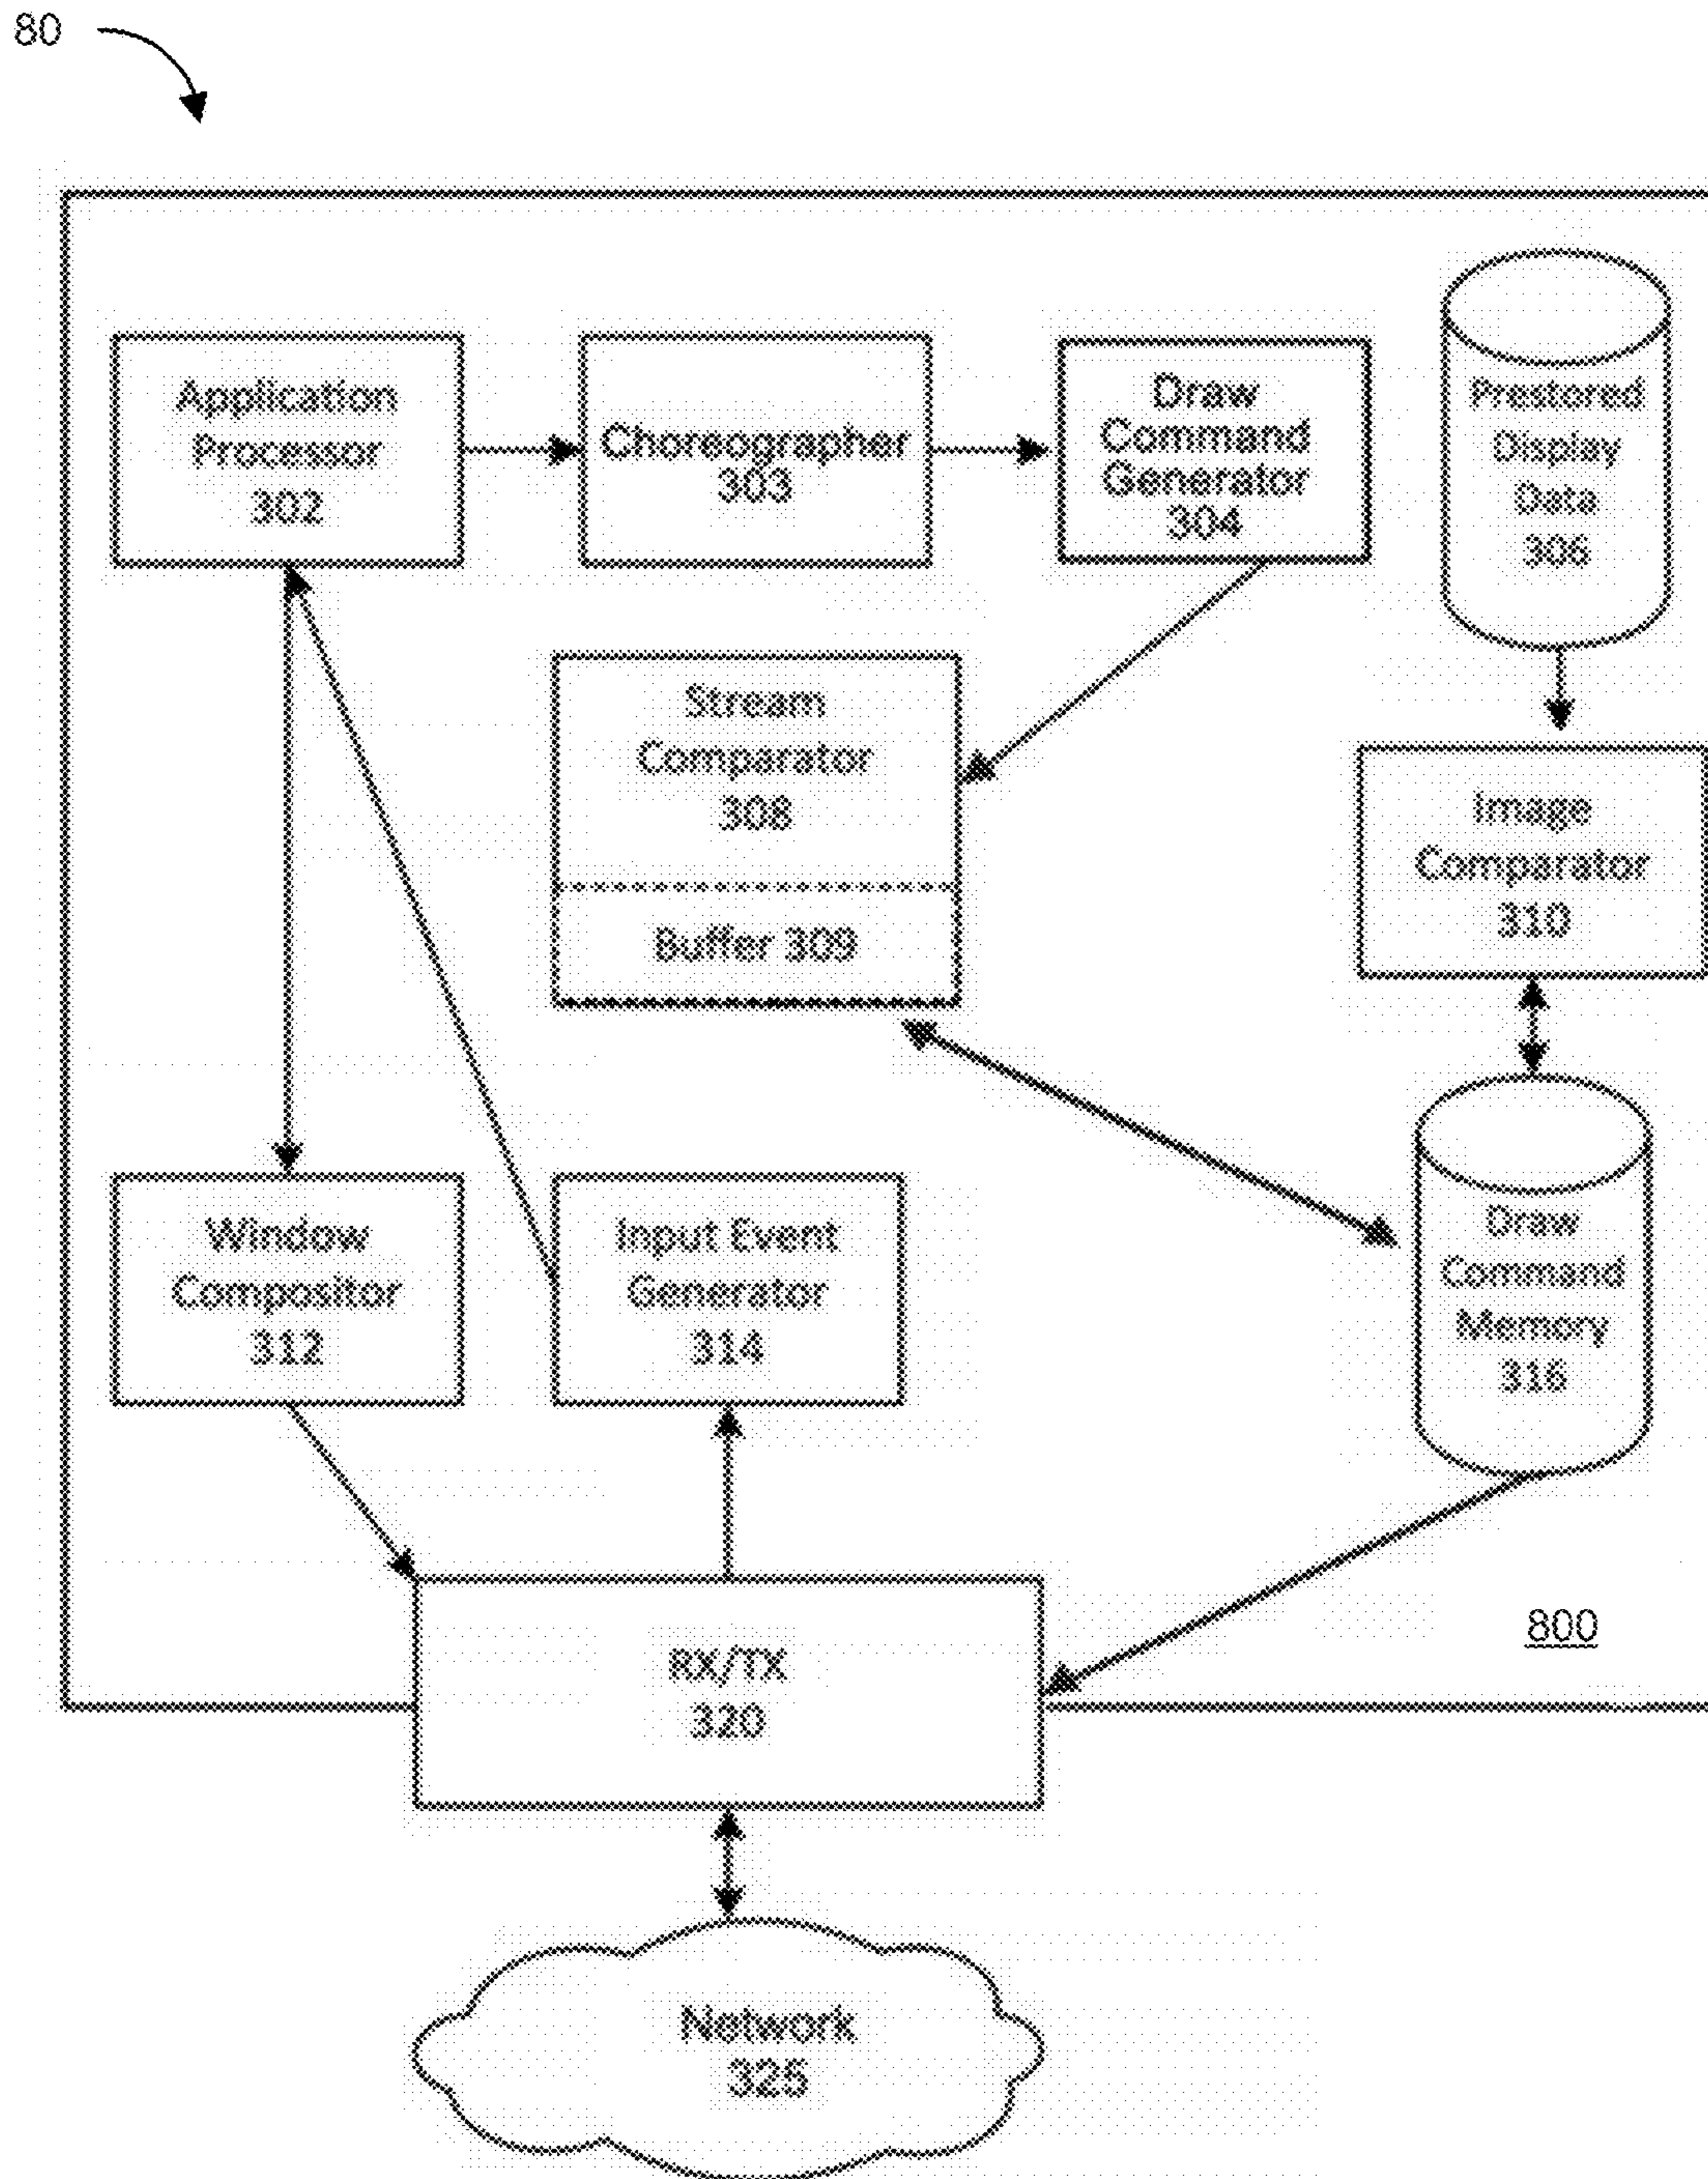 80
Application
Processor
302
Choreographer
303
Draw
Command
Generator
304
Prestored
Display
Data
306
Stream
Comparator
308
Buffer 309
Image
Comparator
310
Window
Compositor
312
Input Event
Generator
314
Draw
Command
Memory
316
RX/TX
320
800
Network
325